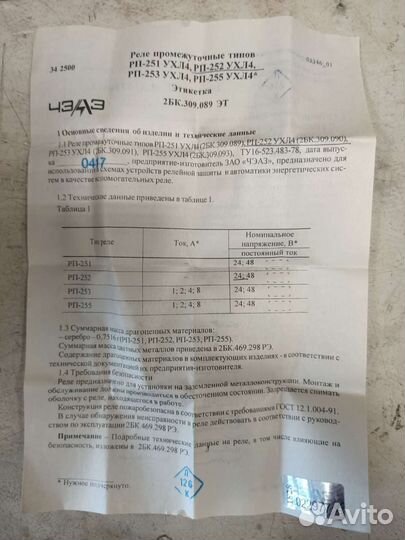 Реле промежуточные типов
РП-251 УХЛ4, РП-252 УХЛ4,
РП-253 УХЛ4, РП-255 УХЛ4*
34 2500
Этикетка
ЧЭАЗ
2БК.309.089 ЭТ
1 Основные сведения об изделии и технические данные
1.1 Реле промежуточные типов РП-251 УХЛ4 (2БК.309.089), РП-252 УХЛ4 (2БК.309.090),
РП-253 УХЛ4 (2БК.309.091), РП-255 УХЛ4 (2БК.309.093), ТУ16-523.483-78, дата выпус-
ка 0417, предприятие-изготовитель ЗАО «ЧЭАЗ», предназначено для
использования в схемах устройств релейной защиты и автоматики энергетических сис-
тем в качестве вспомогательных реле.
1.2 Технические данные приведены в таблице 1.
Таблица 1
Тип реле Ток, А* Номинальное
напряжение, В*
постоянный ток
РП-251 24; 48
РП-252 24; 48
РП-253 1; 2; 4; 8 24; 48
РП-255 1; 2; 4; 8 24; 48
1.3 Суммарная масса драгоценных материалов:
– серебро – (РП-251, РП-252, РП-253, РП-255).
Суммарная масса цветных металлов приведена в 2БК.469.298 РЭ.
Содержание драгоценных материалов в комплектующих изделиях - в соответствии с
технической документацией их предприятия-изготовителя.
1.4 Требования безопасности
Реле предназначено для установки на заземленной металлоконструкции. Монтаж и
обслуживание должны производиться в обесточенном состоянии. Запрещается снимать
оболочку с реле, находящегося в работе.
Конструкция реле пожаробезопасна в соответствии с требованиями ГОСТ 12.1.004-91.
В случае обнаружения неисправности в реле действовать в соответствии с руковод-
ством по эксплуатации 2БК.469.298 РЭ.
Примечание – Подробные технические данные на реле, в том числе влияющие на
безопасность, изложены в 2БК.469.298 РЭ.
Л
126
К
* Нужное подчеркнуто.
Avito